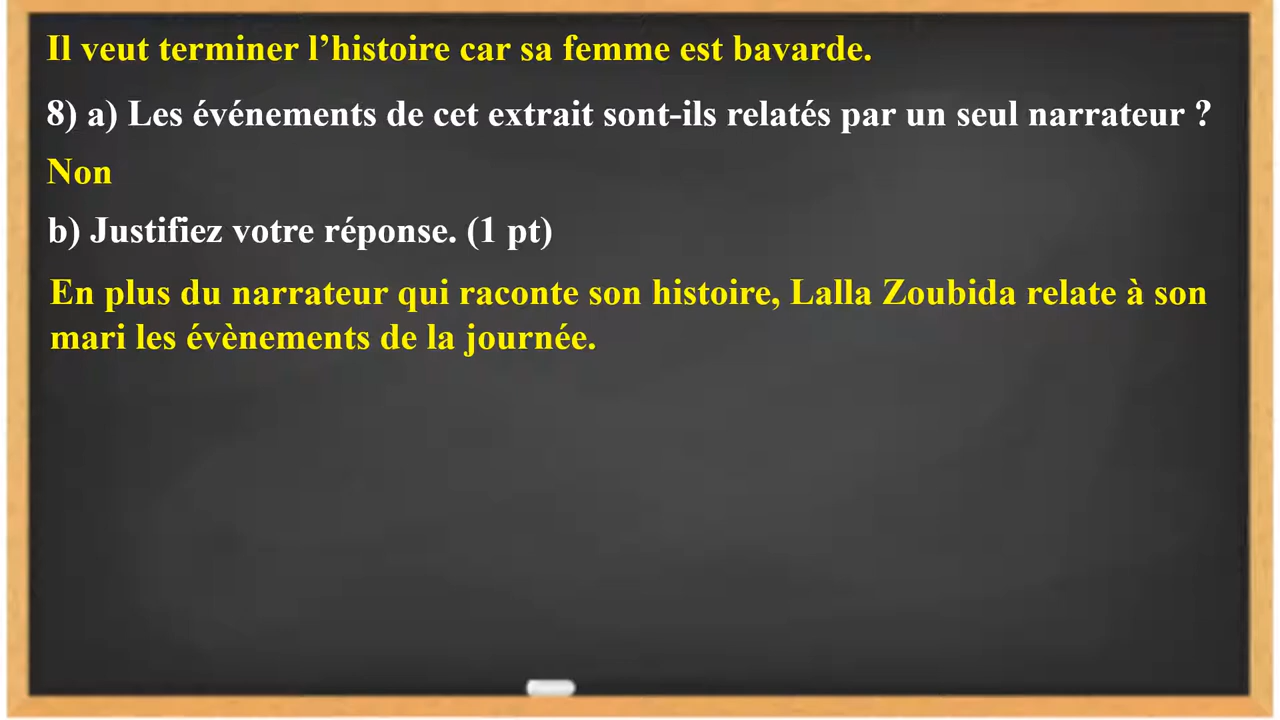 Il veut terminer l’histoire car sa femme est bavarde.
8) a) Les événements de cet extrait sont-ils relatés par un seul narrateur ?
Non
b) Justifiez votre réponse. (1 pt)
En plus du narrateur qui raconte son histoire, Lalla Zoubida relate à son
mari les évènements de la journée.